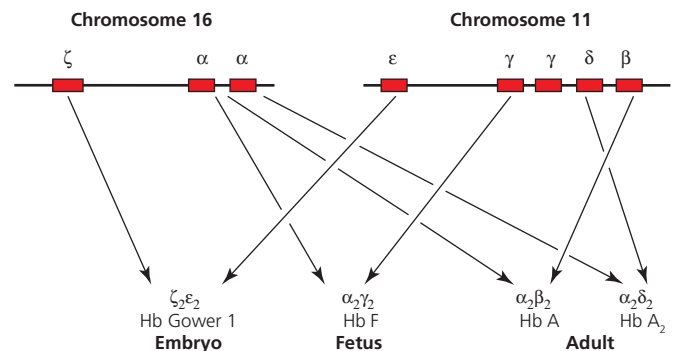 Chromosome 16 Chromosome 11
ζ α α ε γ γ δ β
ζ₂ε₂ α₂γ₂ α₂β₂ α₂δ₂
Hb Gower 1 Hb F Hb A Hb A₂
Embryo Fetus Adult